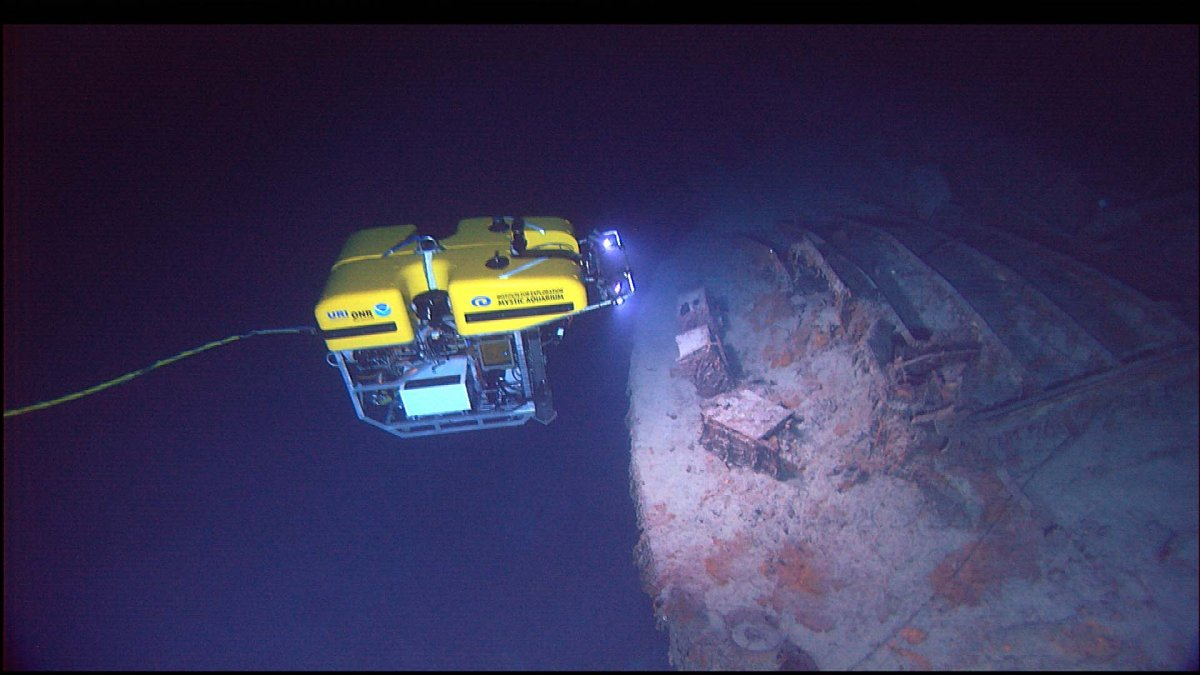 URI ONR
INSTITUTE FOR EXPLORATION
MYSTIC AQUARIUM